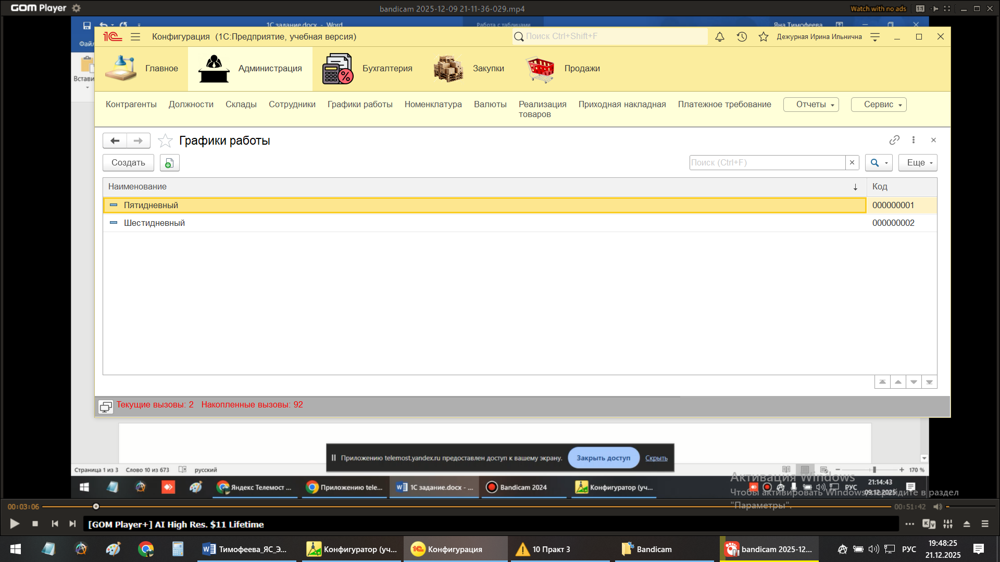 GOM Player
bandicam 2025-12-09 21-11-36-029.mp4
Watch with no ads
1С задание.docx - Word
Работа с таблицами
Яна Тимофеева
Файл
Встави
1С
Конфигурация (1С:Предприятие, учебная версия)
Поиск Ctrl+Shift+F
Дежурная Ирина Ильнична
Главное
Администрация
Бухгалтерия
Закупки
Продажи
Контрагенты
Должности
Склады
Сотрудники
Графики работы
Номенклатура
Валюты
Реализация товаров
Приходная накладная
Платежное требование
Отчеты
Сервис
Графики работы
Создать
Поиск (Ctrl+F)
Еще
Наименование
Код
Пятидневный
000000001
Шестидневный
000000002
Текущие вызовы: 2 Накопленные вызовы: 92
Приложению telemost.yandex.ru предоставлен доступ к вашему экрану.
Закрыть доступ
Скрыть
Страница 1 из 3
Слово 10 из 673
русский
170 %
Яндекс Телемост ...
Приложению tele...
1С задание.docx - ...
Bandicam 2024
Конфигуратор (уч...
РУС
21:14:43
09.12.2025
Активация Windows
Чтобы активировать Windows, перейдите в раздел
"Параметры".
00:03:06
00:51:42
[GOM Player+] AI High Res. $11 Lifetime
Тимофеева_ЯС_Э...
Конфигуратор (уч...
Конфигурация
10 Практ 3
Bandicam
bandicam 2025-12...
РУС
19:48:25
21.12.2025